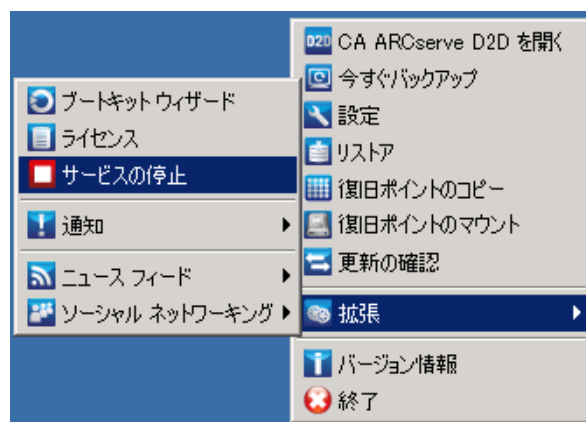 D2D CA ARCserve D2D を開く
今すぐバックアップ
設定
リストア
復旧ポイントのコピー
復旧ポイントのマウント
更新の確認
拡張
バージョン情報
終了
ブートキット ウィザード
ライセンス
サービスの停止
通知
ニュース フィード
ソーシャル ネットワーキング